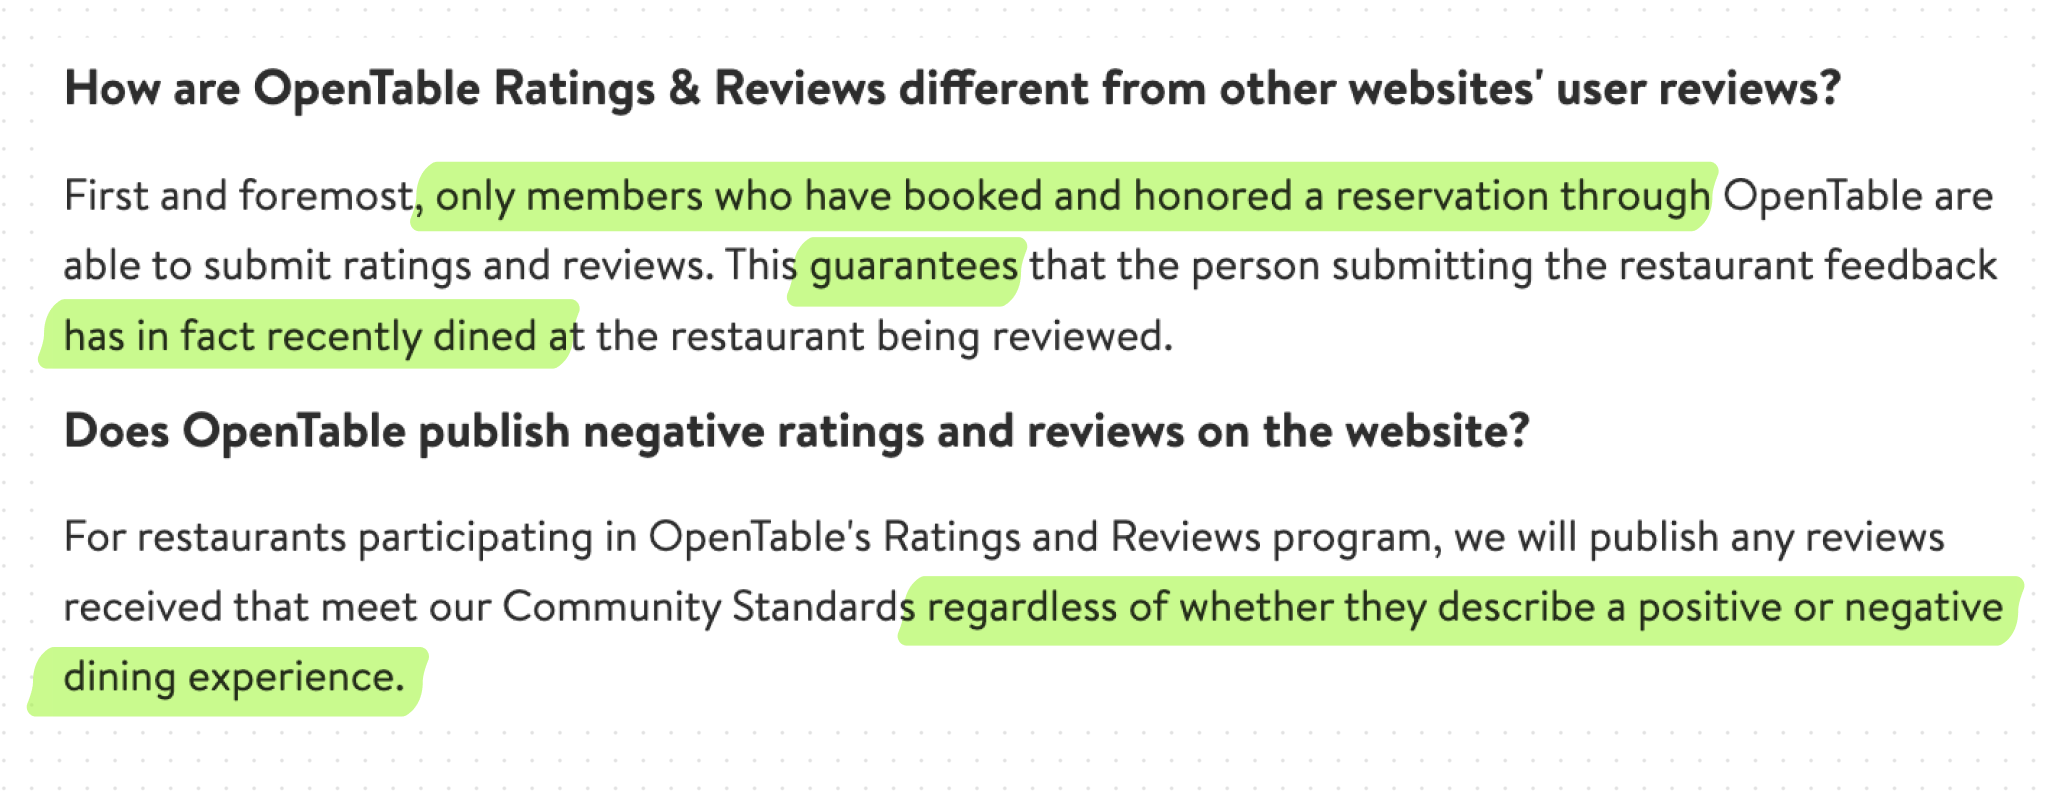 How are OpenTable Ratings & Reviews different from other websites' user reviews?
First and foremost, only members who have booked and honored a reservation through OpenTable are
able to submit ratings and reviews. This guarantees that the person submitting the restaurant feedback
has in fact recently dined at the restaurant being reviewed.
Does OpenTable publish negative ratings and reviews on the website?
For restaurants participating in OpenTable's Ratings and Reviews program, we will publish any reviews
received that meet our Community Standards regardless of whether they describe a positive or negative
dining experience.